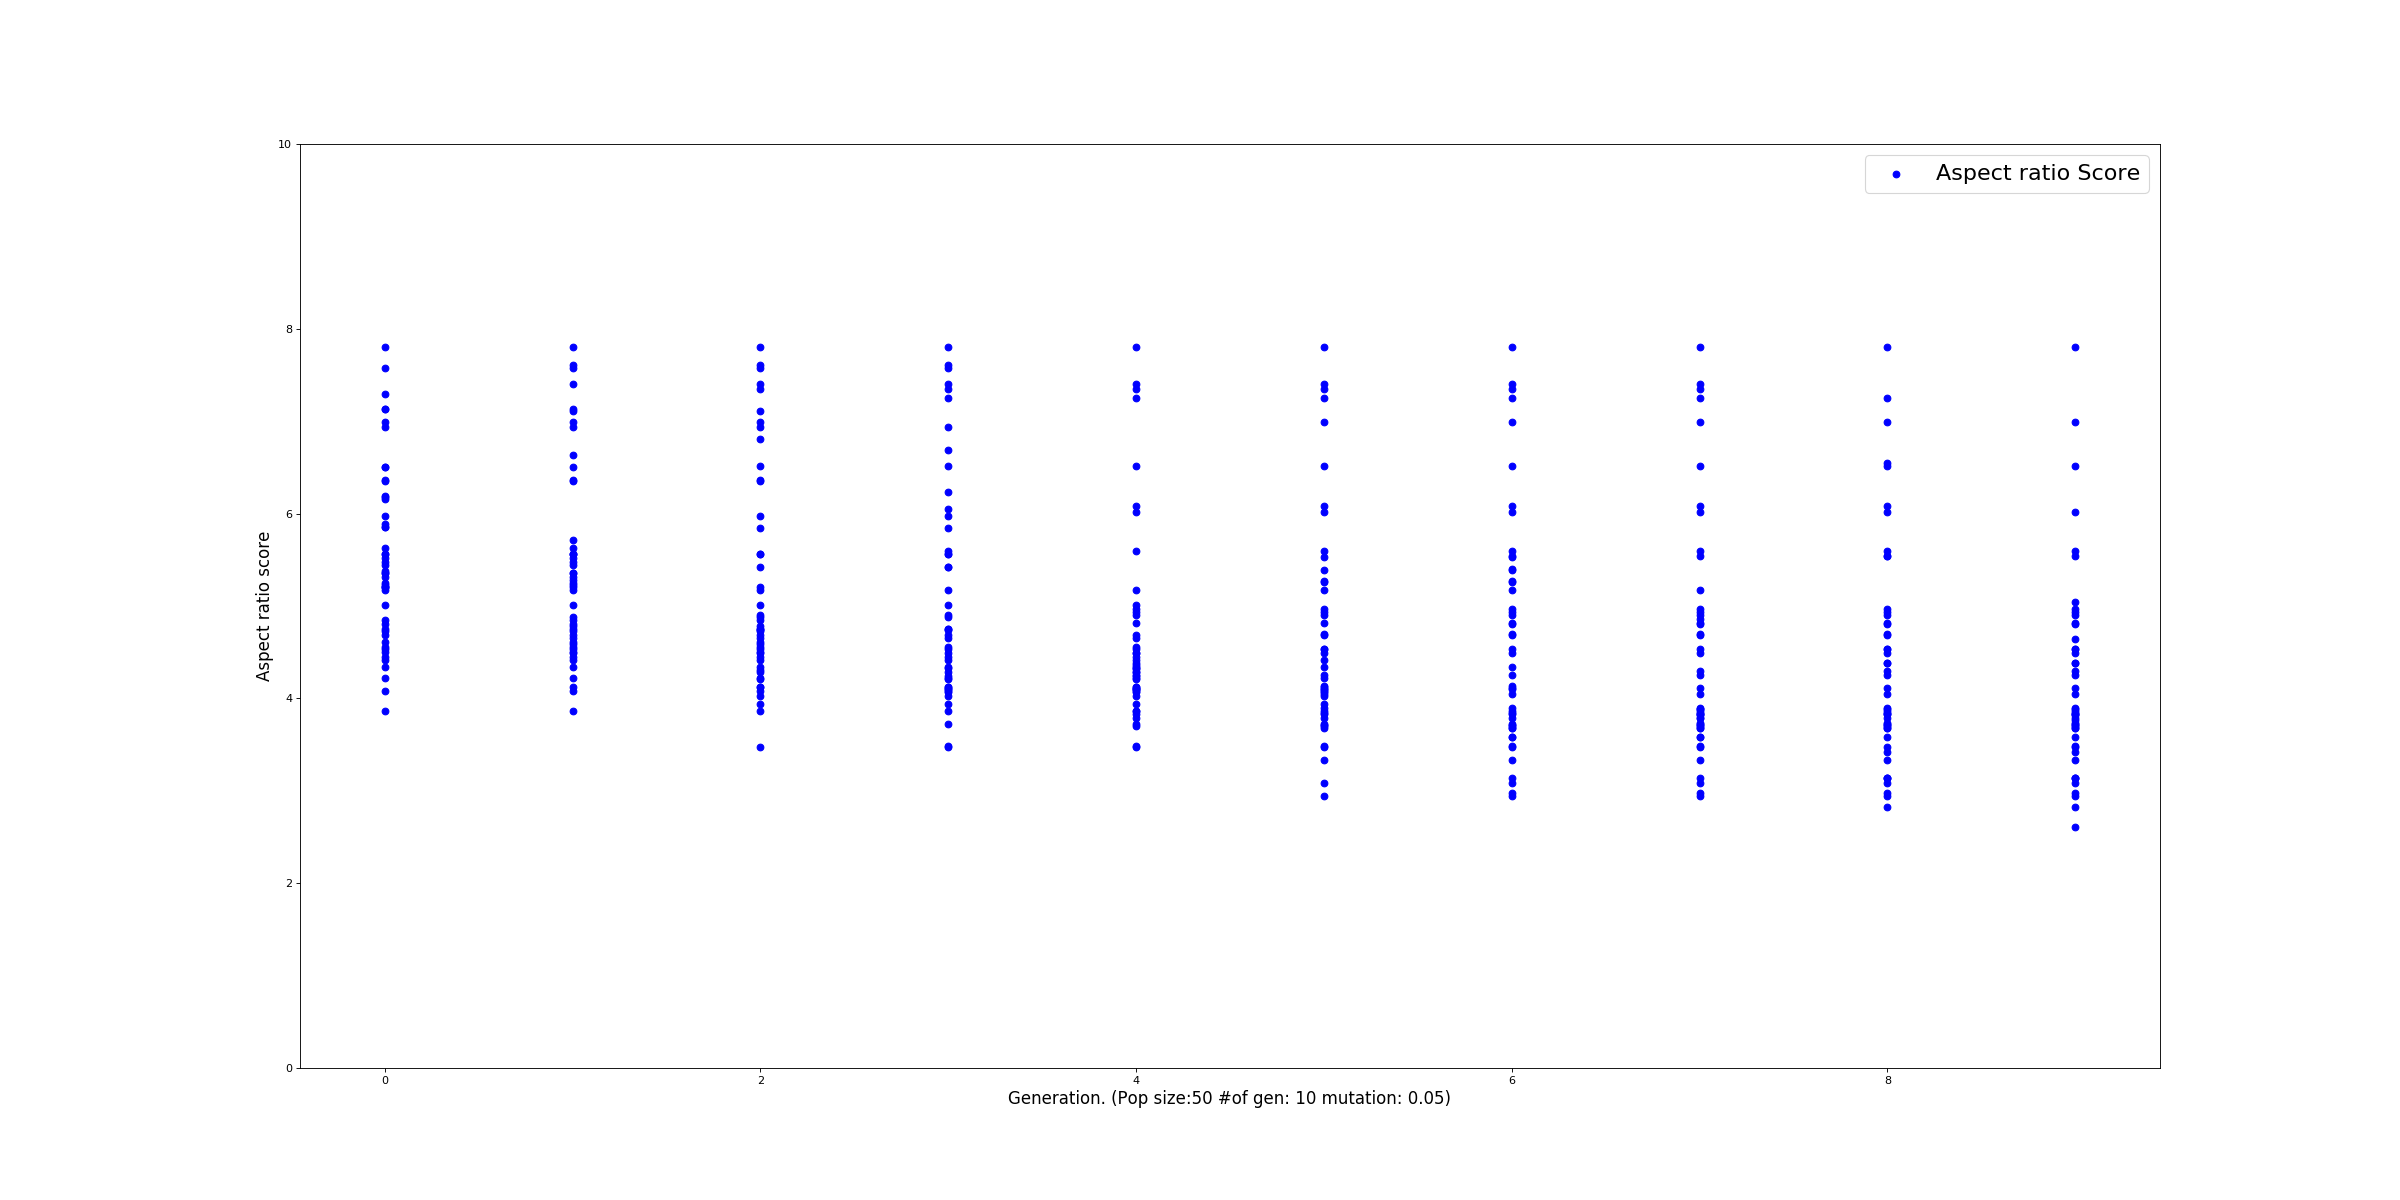 10
Aspect ratio Score
8
6
Aspect ratio score
4
2
0
0 2 4 6 8
Generation. (Pop size:50 #of gen: 10 mutation: 0.05)